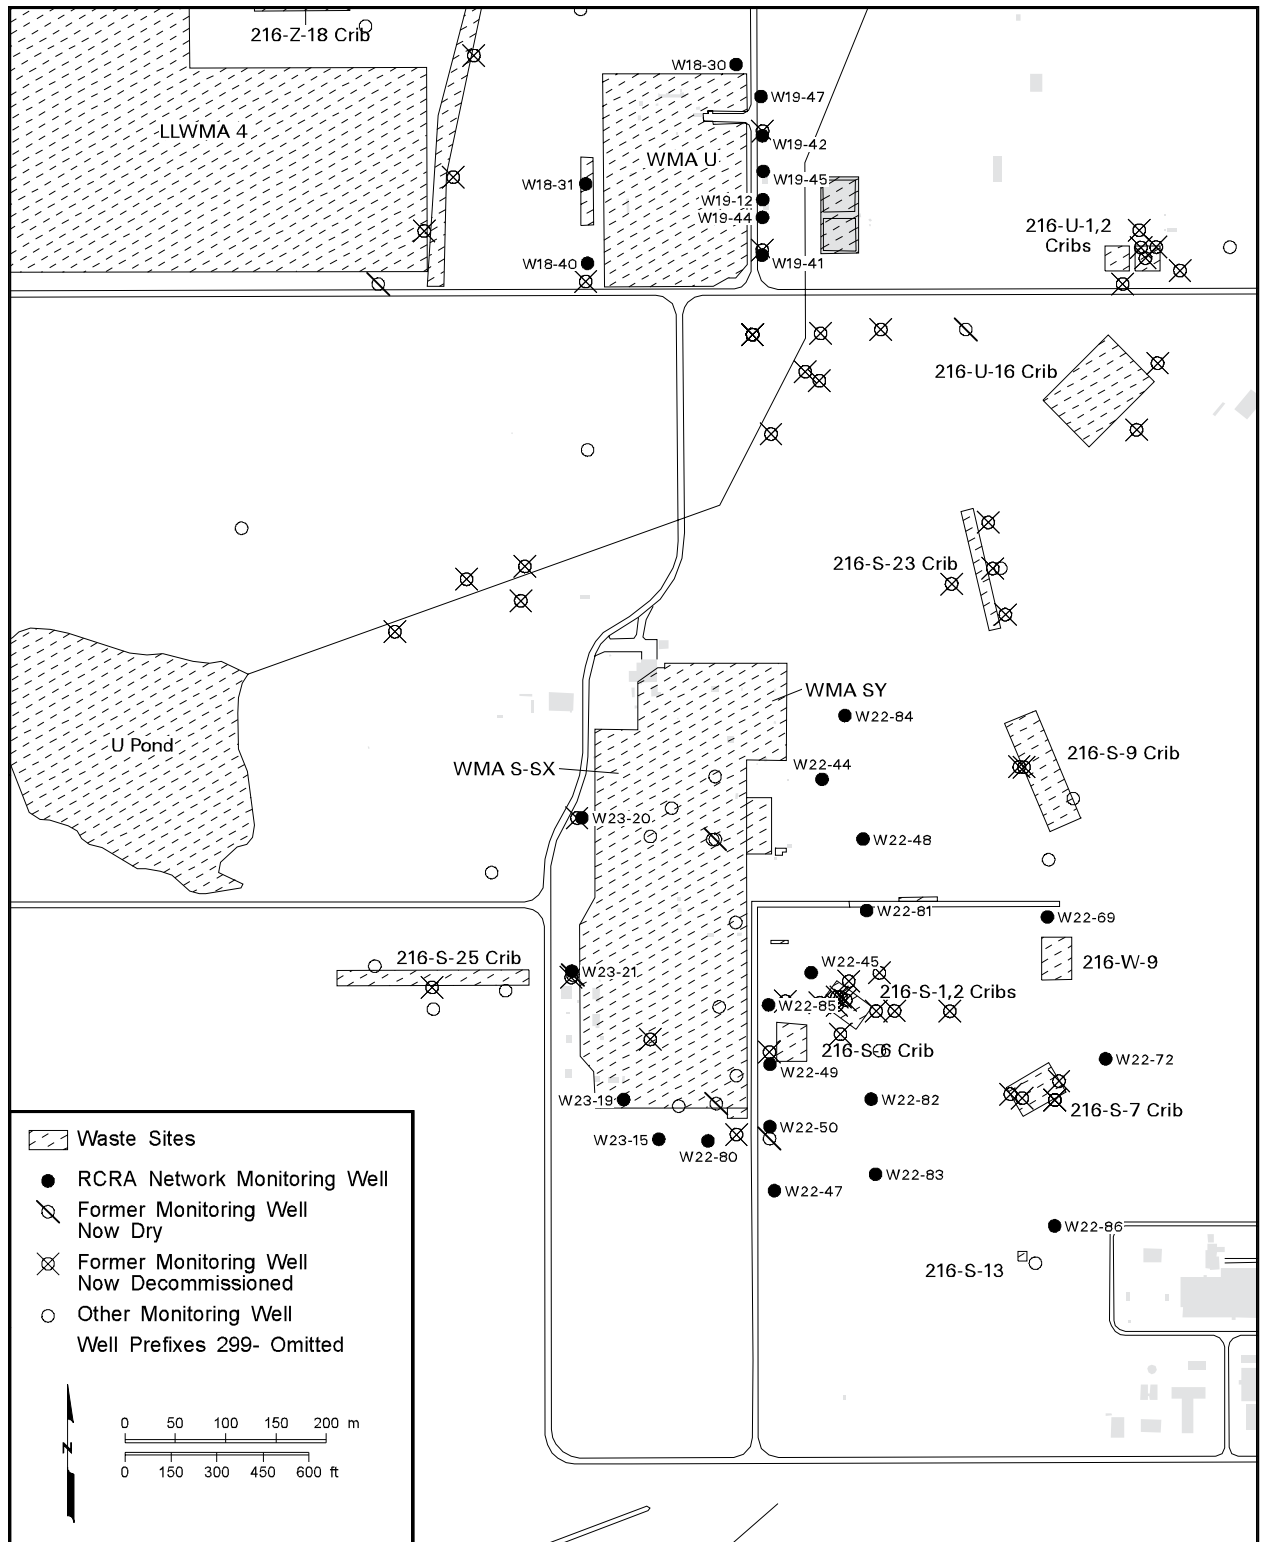 216-Z-18 Crib
W18-30
W19-47
LLWMA 4
WMA U
W19-42
W18-31
W19-45
W19-12
W19-44
216-U-1,2
Cribs
W18-40
W19-41
216-U-16 Crib
216-S-23 Crib
WMA SY
W22-84
U Pond
WMA S-SX
W22-44
216-S-9 Crib
W23-20
W22-48
W22-81
W22-69
216-S-25 Crib
W23-21
W22-45
216-W-9
W22-85
216-S-1,2 Cribs
216-S-6 Crib
W22-49
W22-72
W23-19
W22-82
216-S-7 Crib
W23-15
W22-50
W22-80
W22-83
W22-47
W22-86
216-S-13
Waste Sites
RCRA Network Monitoring Well
Former Monitoring Well
Now Dry
Former Monitoring Well
Now Decommissioned
Other Monitoring Well
Well Prefixes 299- Omitted
N
0 50 100 150 200 m
0 150 300 450 600 ft